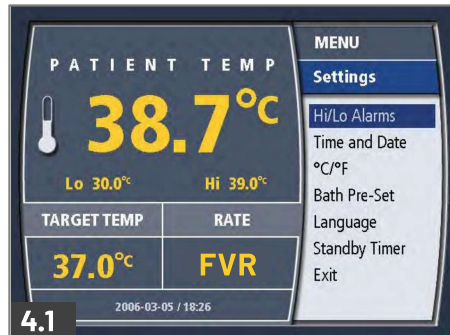 PATIENT TEMP
38.7°C
Lo 30.0°C Hi 39.0°C
TARGET TEMP RATE
37.0°C FVR
2006-03-05 / 18:26
4.1
MENU
Settings
Hi/Lo Alarms
Time and Date
°C/°F
Bath Pre-Set
Language
Standby Timer
Exit